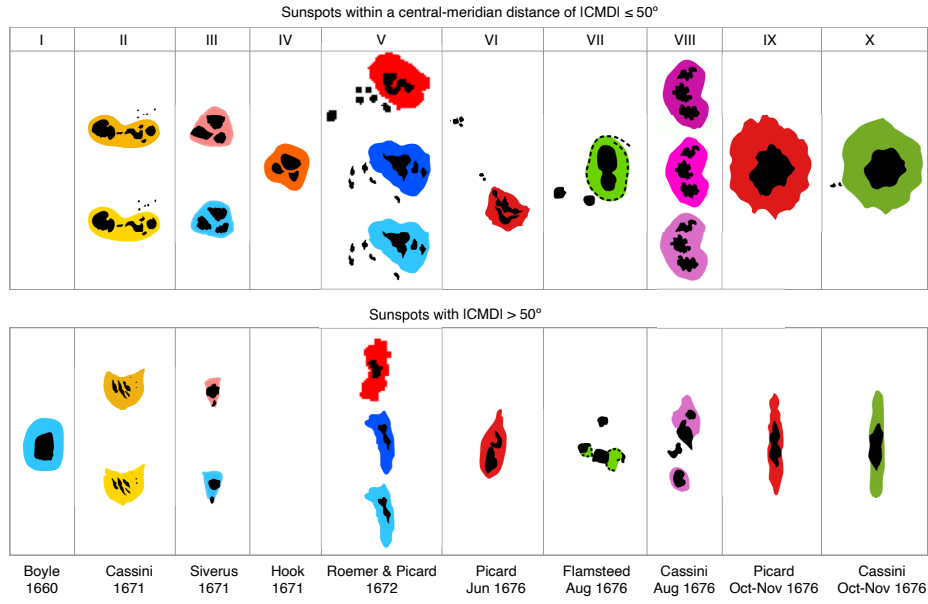 Sunspots within a central-meridian distance of |CMD| ≤ 50º
I II III IV V VI VII VIII IX X
Sunspots with |CMD| > 50º
Boyle Cassini Siverus Hook Roemer & Picard Picard Flamsteed Cassini Picard Cassini
1660 1671 1671 1671 1672 Jun 1676 Aug 1676 Aug 1676 Oct-Nov 1676 Oct-Nov 1676